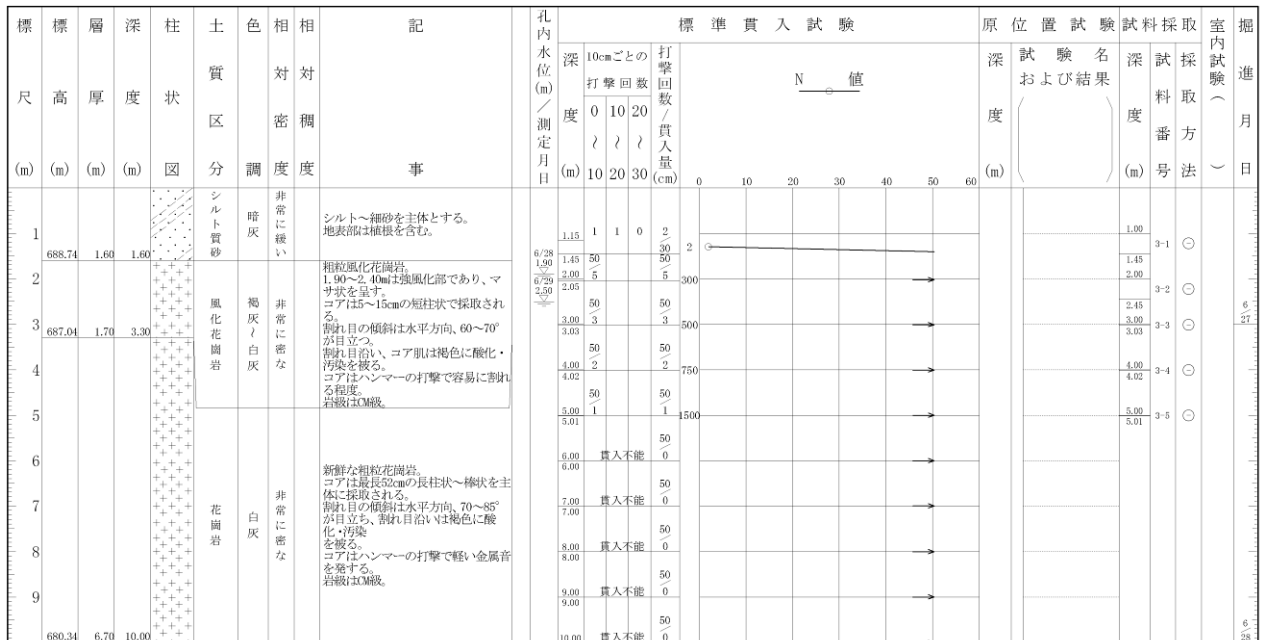 標尺(m)
標高(m)
層厚(m)
深度(m)
柱状図
土質区分
色調
相対密度
相対稠度
記事
孔内水位(m)/測定月日
標準貫入試験
深度(m)
10cmごとの打撃回数
0～10
10～20
20～30
打撃回数/貫入量(cm)
N 値
0 10 20 30 40 50 60
原位置試験
深度(m)
試験名および結果
試料採取
深度(m)
試料番号
採取方法
室内試験( )
掘進月日
1
2
3
4
5
6
7
8
9
688.74 1.60 1.60
シルト質砂
暗灰
非常に緩い
シルト～細砂を主体とする。
地表部は植根を含む。
687.04 1.70 3.30
風化花崗岩
褐灰～白灰
非常に密な
粗粒風化花崗岩。
1.90～2.40mは強風化部であり、マ
サ状を呈す。
コアは5～15cmの短柱状で採取され
る。
割れ目の傾斜は水平方向、60～70°
が目立つ。
割れ目沿い、コア肌は褐色に酸化・
汚染を被る。
コアはハンマーの打撃で容易に割れ
る程度。
岩級はCM級。
680.34 6.70 10.00
花崗岩
白灰
非常に密な
新鮮な粗粒花崗岩。
コアは最長52cmの長柱状～棒状を主
体に採取される。
割れ目の傾斜は水平方向、70～85°
が目立ち、割れ目沿いは褐色に酸
化・汚染
を被る。
コアはハンマーの打撃で軽い金属音
を発する。
岩級はCM級。
6/28
1.90
6/29
2.50
1.15 1 1 0 2/30 2
1.45
2.00 50/5 50/5 300
2.05
3.00 50/3 50/3 500
3.03
4.00 50/2 50/2 750
4.02
5.00 50/1 50/1 1500
5.01
6.00 貫入不能 50/0
6.00
7.00 貫入不能 50/0
7.00
8.00 貫入不能 50/0
8.00
9.00 貫入不能 50/0
9.00
10.00 貫入不能 50/0
1.00
1.45 3-1
2.00
2.45 3-2
3.00
3.03 3-3
4.00
4.02 3-4
5.00
5.01 3-5
6/27
6/28